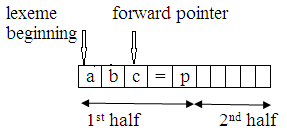 lexeme beginning
forward pointer
a b c = p
1st half
2nd half